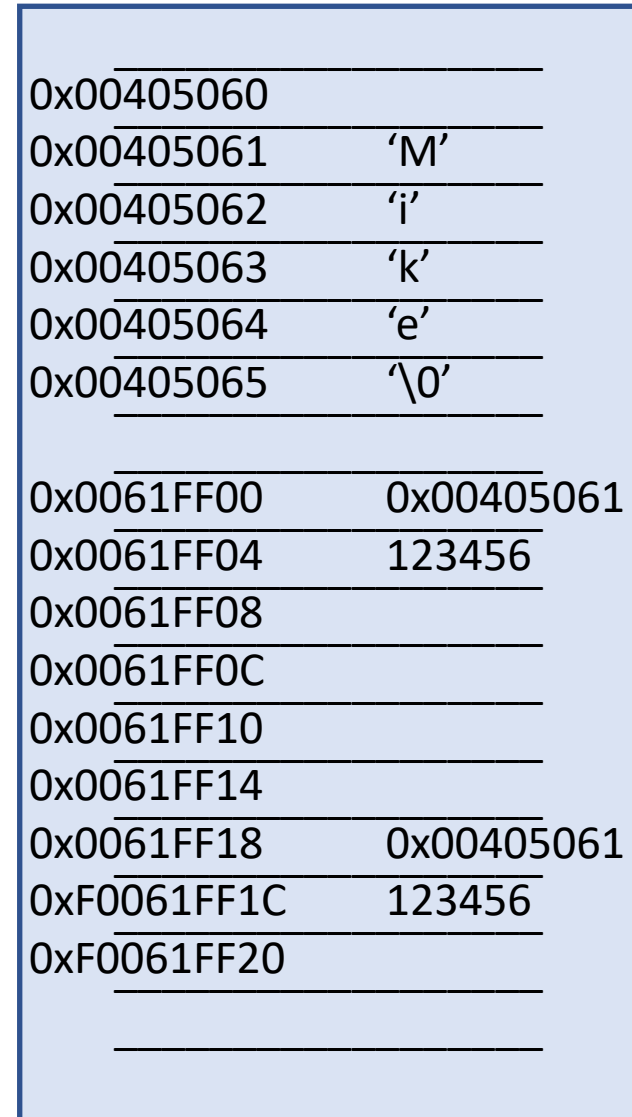 0x00405060
0x00405061 ‘M’
0x00405062 ‘i’
0x00405063 ‘k’
0x00405064 ‘e’
0x00405065 ‘\0’
0x0061FF00 0x00405061
0x0061FF04 123456
0x0061FF08
0x0061FF0C
0x0061FF10
0x0061FF14
0x0061FF18 0x00405061
0xF0061FF1C 123456
0xF0061FF20